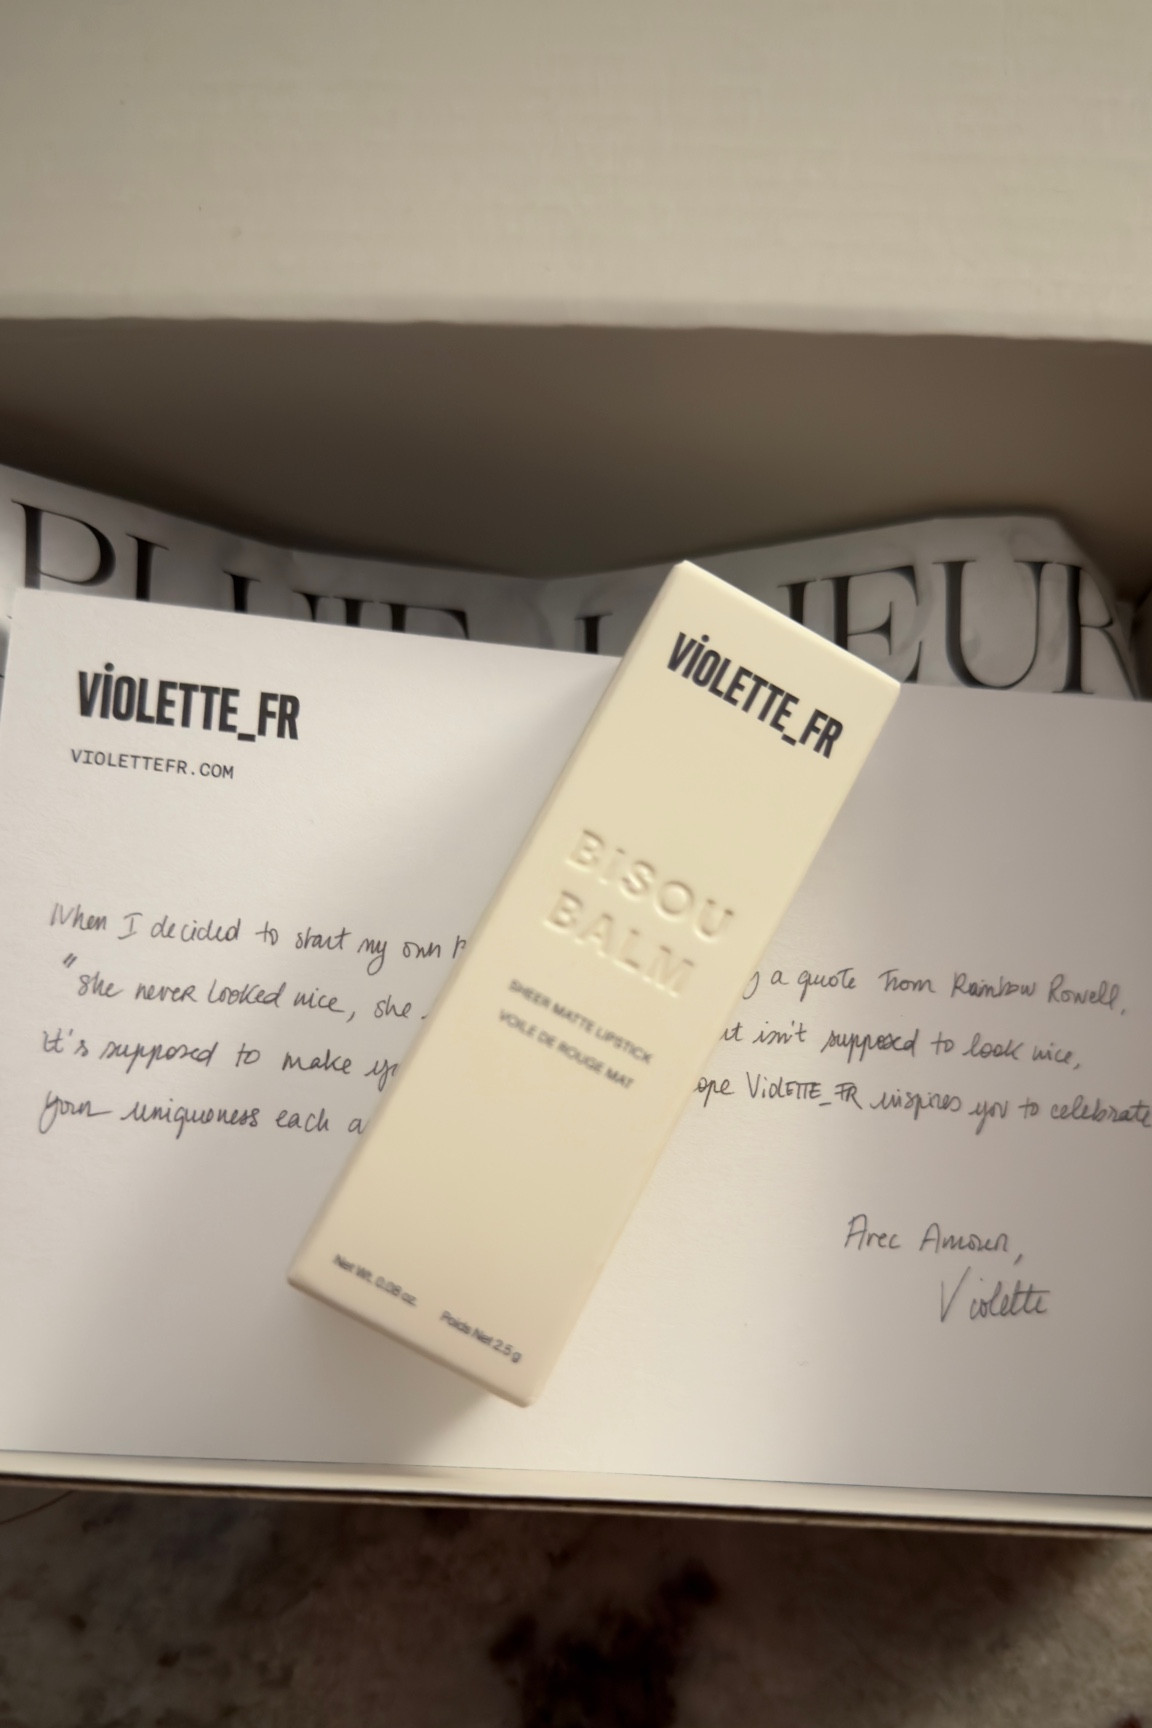 VIOLETTE_FR
VIOLETTEFR.COM
When I decided to start my own
"she never looked nice, she
it's supposed to make
your uniqueness each
a quote from Rainbow Rowell,
isn't supposed to look nice,
ViOLETTE_FR inspires you to celebrate
Avec Amour,
Violette
VIOLETTE_FR
BISOU
BALM
SHEER MATTE LIPSTICK
VOILE DE ROUGE MAT
Net Wt. 0.08 oz. Poids Net 2.5 g